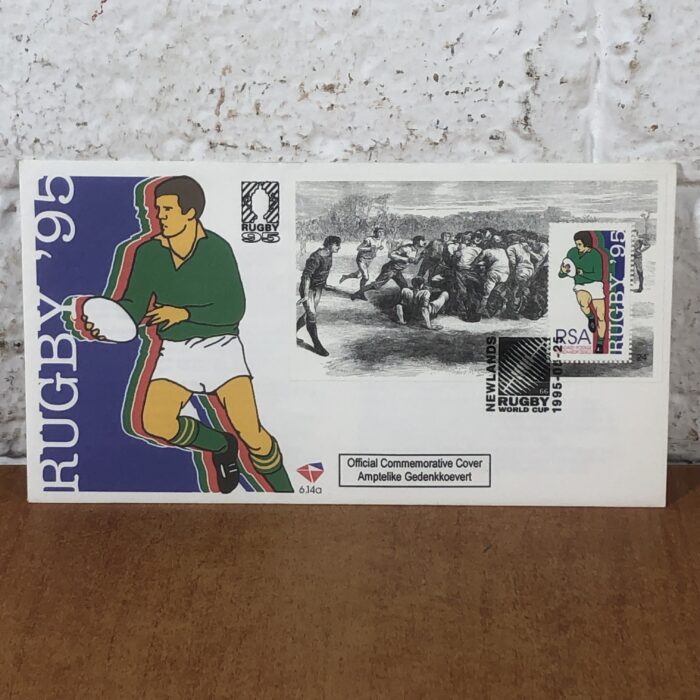 RUGBY '95
RUGBY
95
RUGBY '95
RSA
NEWLANDS
RUGBY
WORLD CUP
1995-05-25
Official Commemorative Cover
Amptelike Gedenkkoevert
6.14a